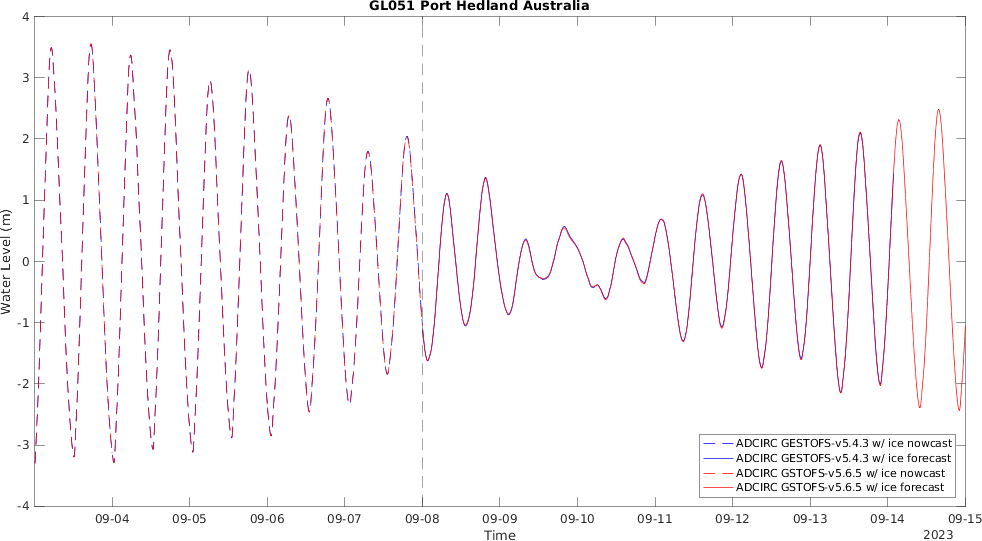 GL051 Port Hedland Australia
4
3
2
1
0
-1
-2
-3
-4
Water Level (m)
ADCIRC GESTOFS-v5.4.3 w/ ice nowcast
ADCIRC GESTOFS-v5.4.3 w/ ice forecast
ADCIRC GSTOFS-v5.6.5 w/ ice nowcast
ADCIRC GSTOFS-v5.6.5 w/ ice forecast
09-04 09-05 09-06 09-07 09-08 09-09 09-10 09-11 09-12 09-13 09-14 09-15
Time
2023